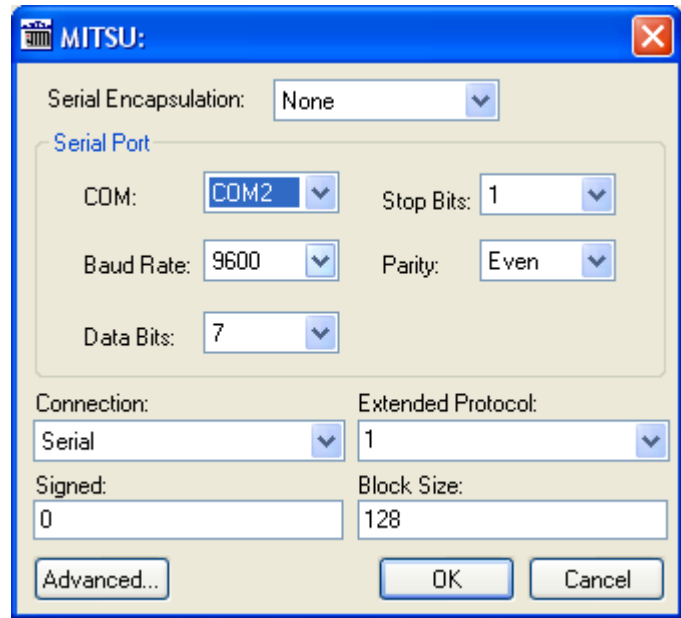 MITSU:
Serial Encapsulation: None
Serial Port
COM: COM2 Stop Bits: 1
Baud Rate: 9600 Parity: Even
Data Bits: 7
Connection: Extended Protocol:
Serial 1
Signed: Block Size:
0 128
Advanced... OK Cancel